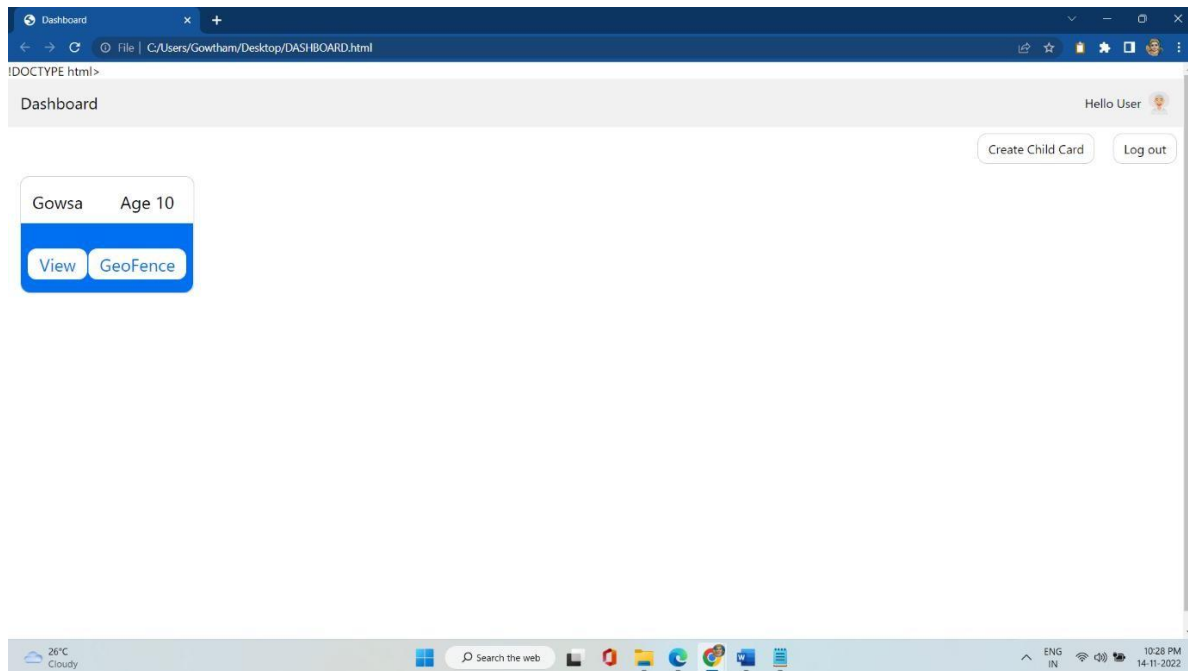 Dashboard
File | C:/Users/Gowtham/Desktop/DASHBOARD.html
!DOCTYPE html>
Dashboard Hello User
Create Child Card Log out
Gowsa Age 10
View GeoFence
26°C
Cloudy
Search the web
ENG
IN
10:28 PM
14-11-2022